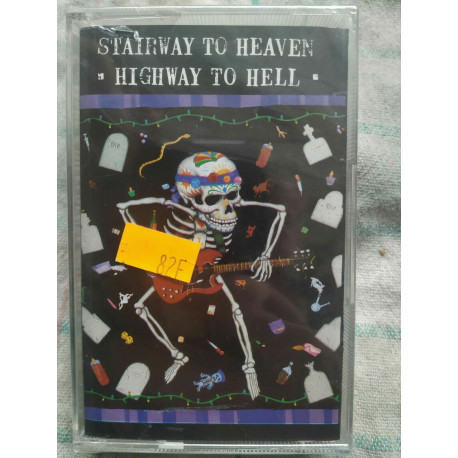 STAIRWAY TO HEAVEN
· HIGHWAY TO HELL ·
82F